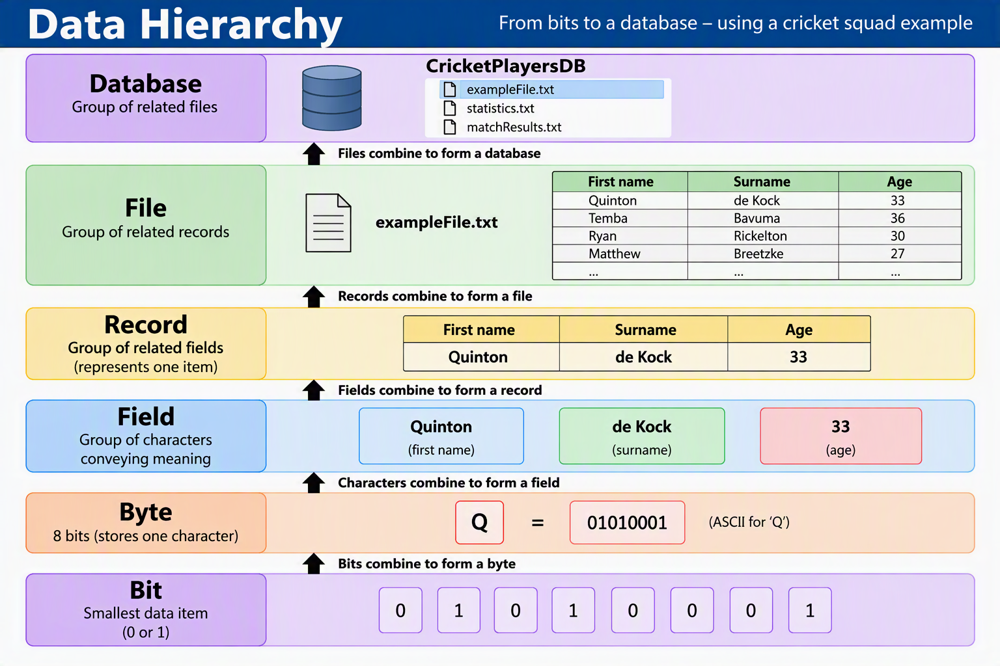 Data Hierarchy
From bits to a database – using a cricket squad example
Database
Group of related files
CricketPlayersDB
exampleFile.txt
statistics.txt
matchResults.txt
Files combine to form a database
File
Group of related records
exampleFile.txt
First name Surname Age
Quinton de Kock 33
Temba Bavuma 36
Ryan Rickelton 30
Matthew Breetzke 27
... ... ...
Records combine to form a file
Record
Group of related fields
(represents one item)
First name Surname Age
Quinton de Kock 33
Fields combine to form a record
Field
Group of characters
conveying meaning
Quinton de Kock 33
(first name) (surname) (age)
Characters combine to form a field
Byte
8 bits (stores one character)
Q = 01010001 (ASCII for ‘Q’)
Bits combine to form a byte
Bit
Smallest data item
(0 or 1)
0 1 0 1 0 0 0 1